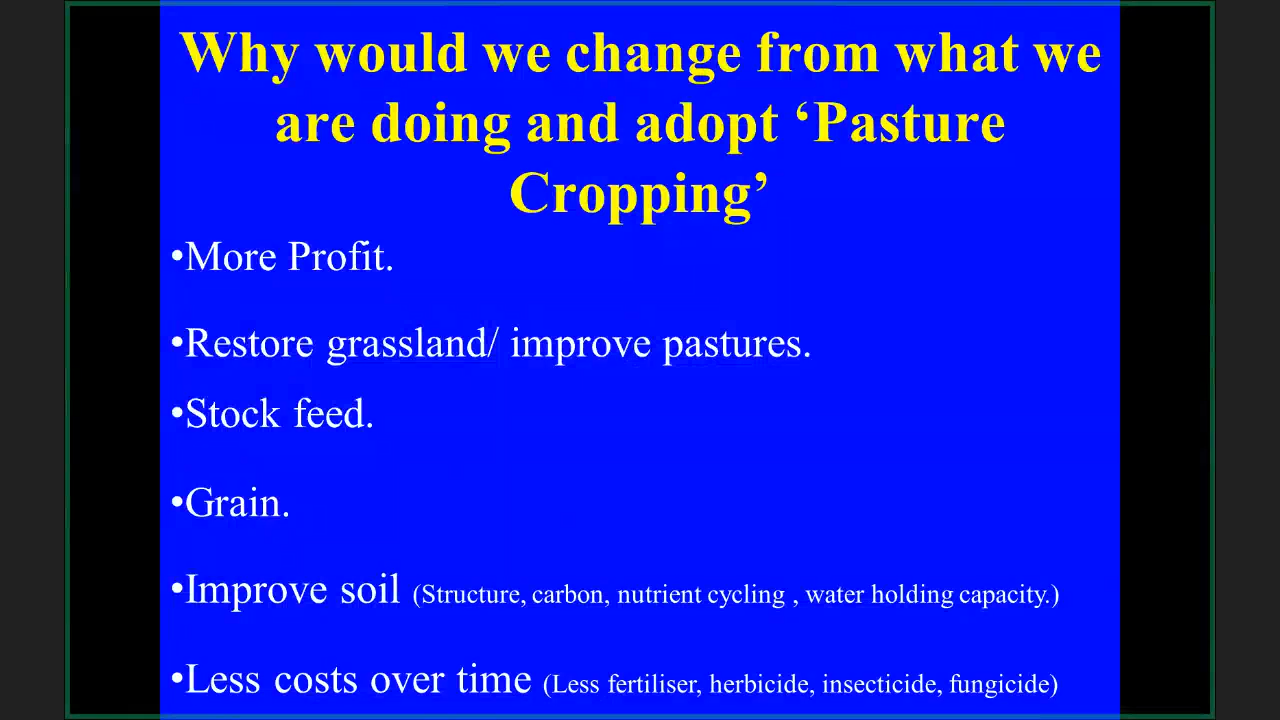 Why would we change from what we
are doing and adopt ‘Pasture
Cropping’
•More Profit.
•Restore grassland/ improve pastures.
•Stock feed.
•Grain.
•Improve soil (Structure, carbon, nutrient cycling , water holding capacity.)
•Less costs over time (Less fertiliser, herbicide, insecticide, fungicide)